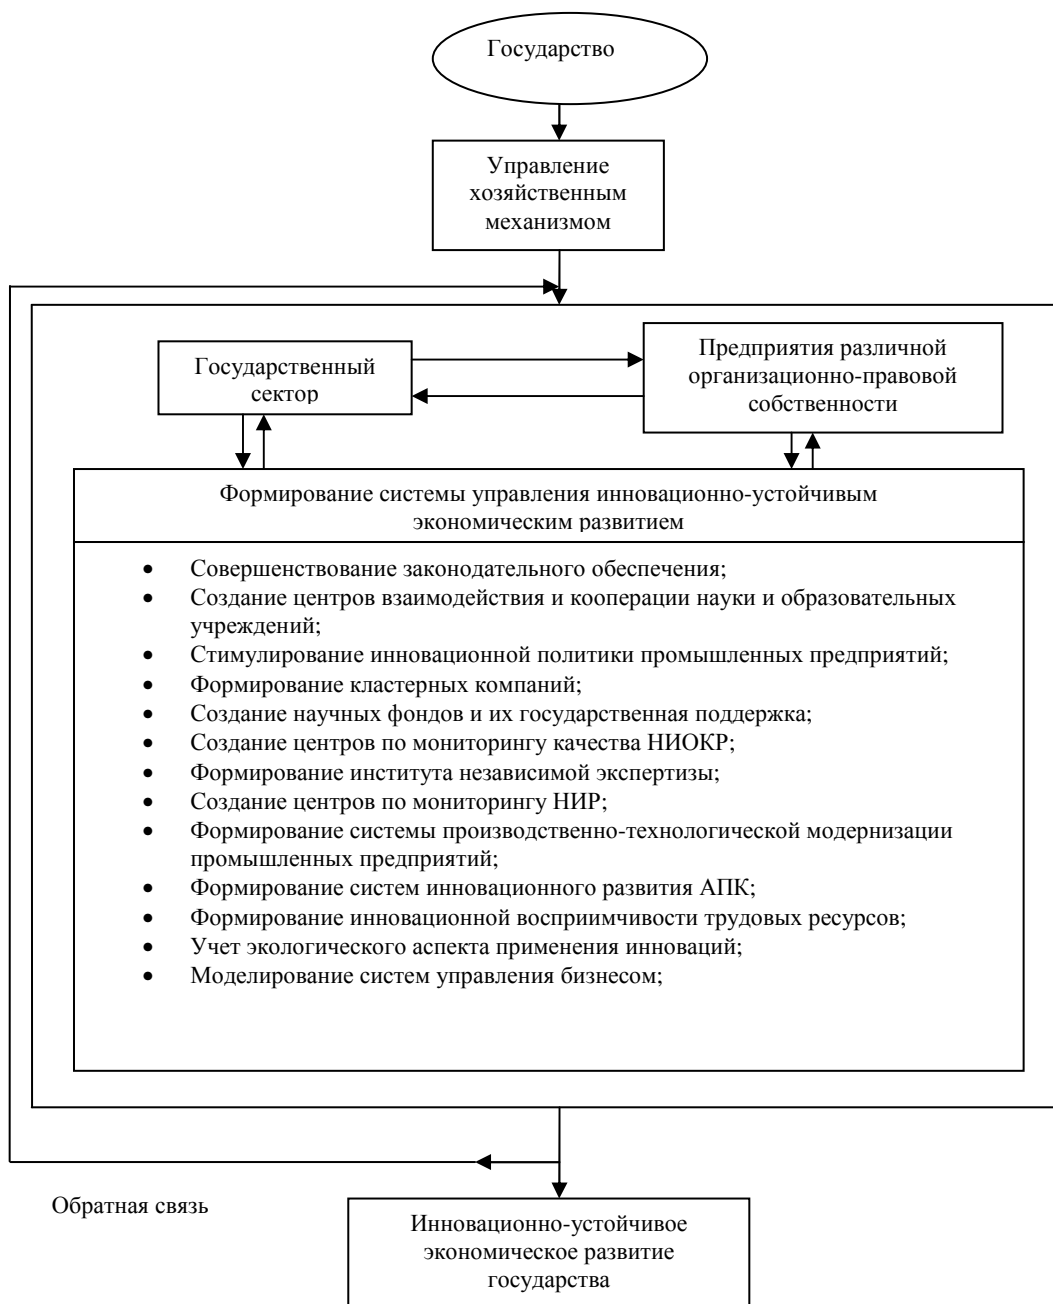 Государство
Управление
хозяйственным
механизмом
Государственный
сектор
Предприятия различной
организационно-правовой
собственности
Формирование системы управления инновационно-устойчивым
экономическим развитием
• Совершенствование законодательного обеспечения;
• Создание центров взаимодействия и кооперации науки и образовательных
учреждений;
• Стимулирование инновационной политики промышленных предприятий;
• Формирование кластерных компаний;
• Создание научных фондов и их государственная поддержка;
• Создание центров по мониторингу качества НИОКР;
• Формирование института независимой экспертизы;
• Создание центров по мониторингу НИР;
• Формирование системы производственно-технологической модернизации
промышленных предприятий;
• Формирование систем инновационного развития АПК;
• Формирование инновационной восприимчивости трудовых ресурсов;
• Учет экологического аспекта применения инноваций;
• Моделирование систем управления бизнесом;
Обратная связь
Инновационно-устойчивое
экономическое развитие
государства